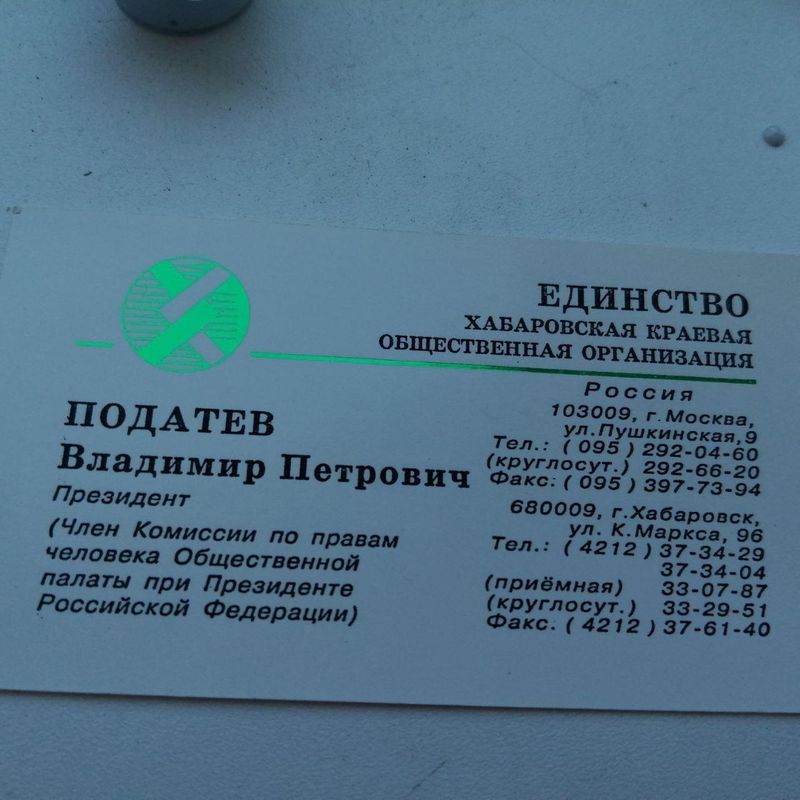 ЕДИНСТВО
ХАБАРОВСКАЯ КРАЕВАЯ
ОБЩЕСТВЕННАЯ ОРГАНИЗАЦИЯ
ПОДАТЕВ
Владимир Петрович
Президент
(Член Комиссии по правам
человека Общественной
палаты при Президенте
Российской Федерации)
Россия
103009, г.Москва,
ул.Пушкинская,9
Тел.: ( 095 ) 292-04-60
(круглосут.) 292-66-20
Факс: ( 095 ) 397-73-94
680009, г.Хабаровск,
ул. К.Маркса, 96
Тел.: ( 4212 ) 37-34-29
37-34-04
(приёмная) 33-07-87
(круглосут.) 33-29-51
Факс: ( 4212 ) 37-61-40